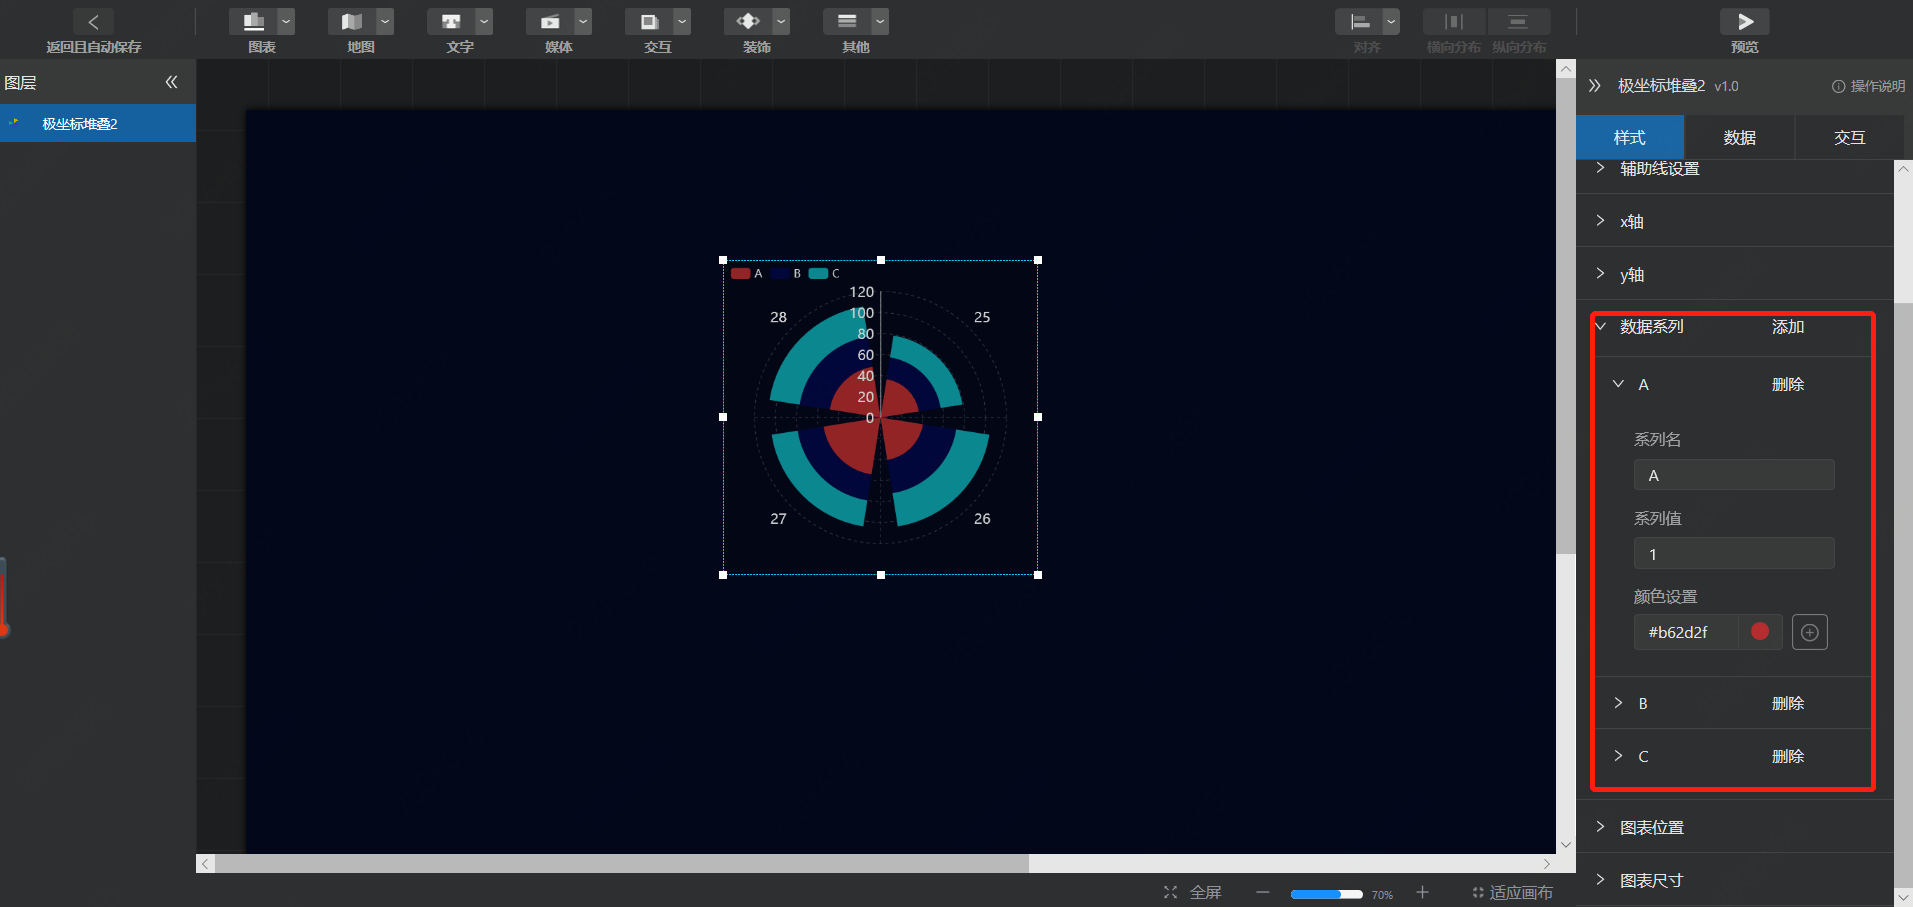 返回且自动保存
图表
地图
文字
媒体
交互
装饰
其他
对齐
横向分布
纵向分布
预览
图层
极坐标堆叠2
极坐标堆叠2 v1.0
操作说明
样式
数据
交互
辅助线设置
x轴
y轴
数据系列
添加
A
删除
系列名
A
系列值
1
颜色设置
#b62d2f
B
删除
C
删除
图表位置
图表尺寸
A B C
120
100
80
60
40
20
0
28
25
27
26
全屏
70%
适应画布